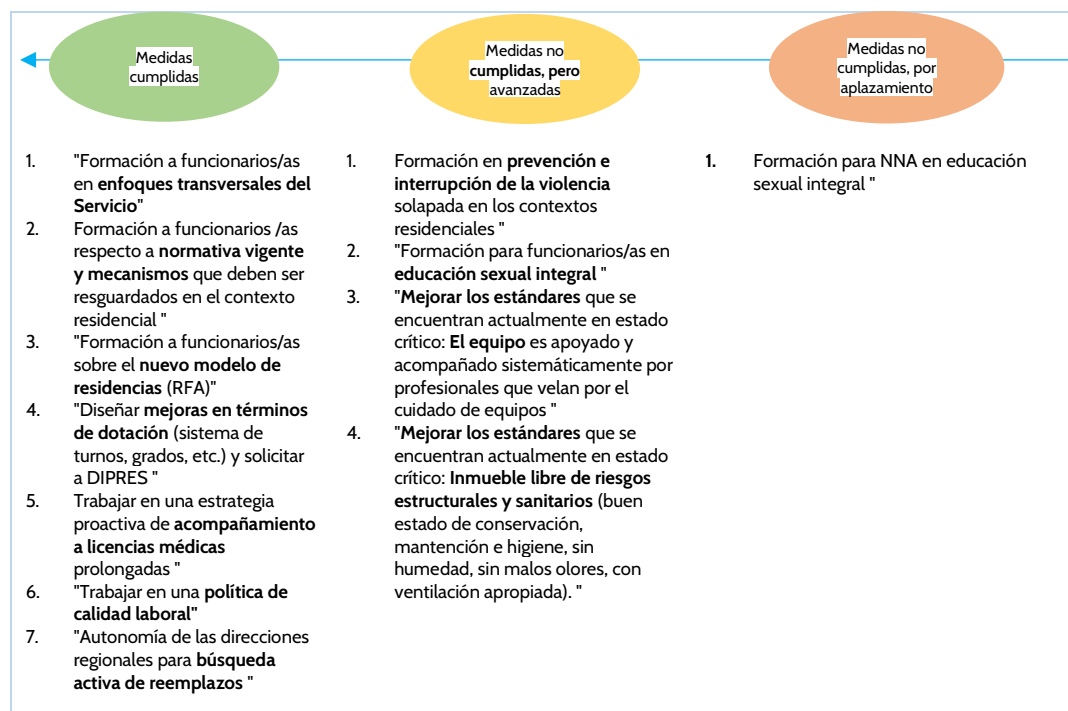 Medidas
cumplidas
Medidas no
cumplidas, pero
avanzadas
Medidas no
cumplidas, por
aplazamiento
1. "Formación a funcionarios/as
en enfoques transversales del
Servicio"
2. Formación a funcionarios /as
respecto a normativa vigente
y mecanismos que deben ser
resguardados en el contexto
residencial "
3. "Formación a funcionarios/as
sobre el nuevo modelo de
residencias (RFA)"
4. "Diseñar mejoras en términos
de dotación (sistema de
turnos, grados, etc.) y solicitar
a DIPRES "
5. Trabajar en una estrategia
proactiva de acompañamiento
a licencias médicas
prolongadas "
6. "Trabajar en una política de
calidad laboral"
7. "Autonomía de las direcciones
regionales para búsqueda
activa de reemplazos "
1. Formación en prevención e
interrupción de la violencia
solapada en los contextos
residenciales "
2. "Formación para funcionarios/as en
educación sexual integral "
3. "Mejorar los estándares que se
encuentran actualmente en estado
crítico: El equipo es apoyado y
acompañado sistemáticamente por
profesionales que velan por el
cuidado de equipos "
4. "Mejorar los estándares que se
encuentran actualmente en estado
crítico: Inmueble libre de riesgos
estructurales y sanitarios (buen
estado de conservación,
mantención e higiene, sin
humedad, sin malos olores, con
ventilación apropiada). "
1. Formación para NNA en educación
sexual integral "